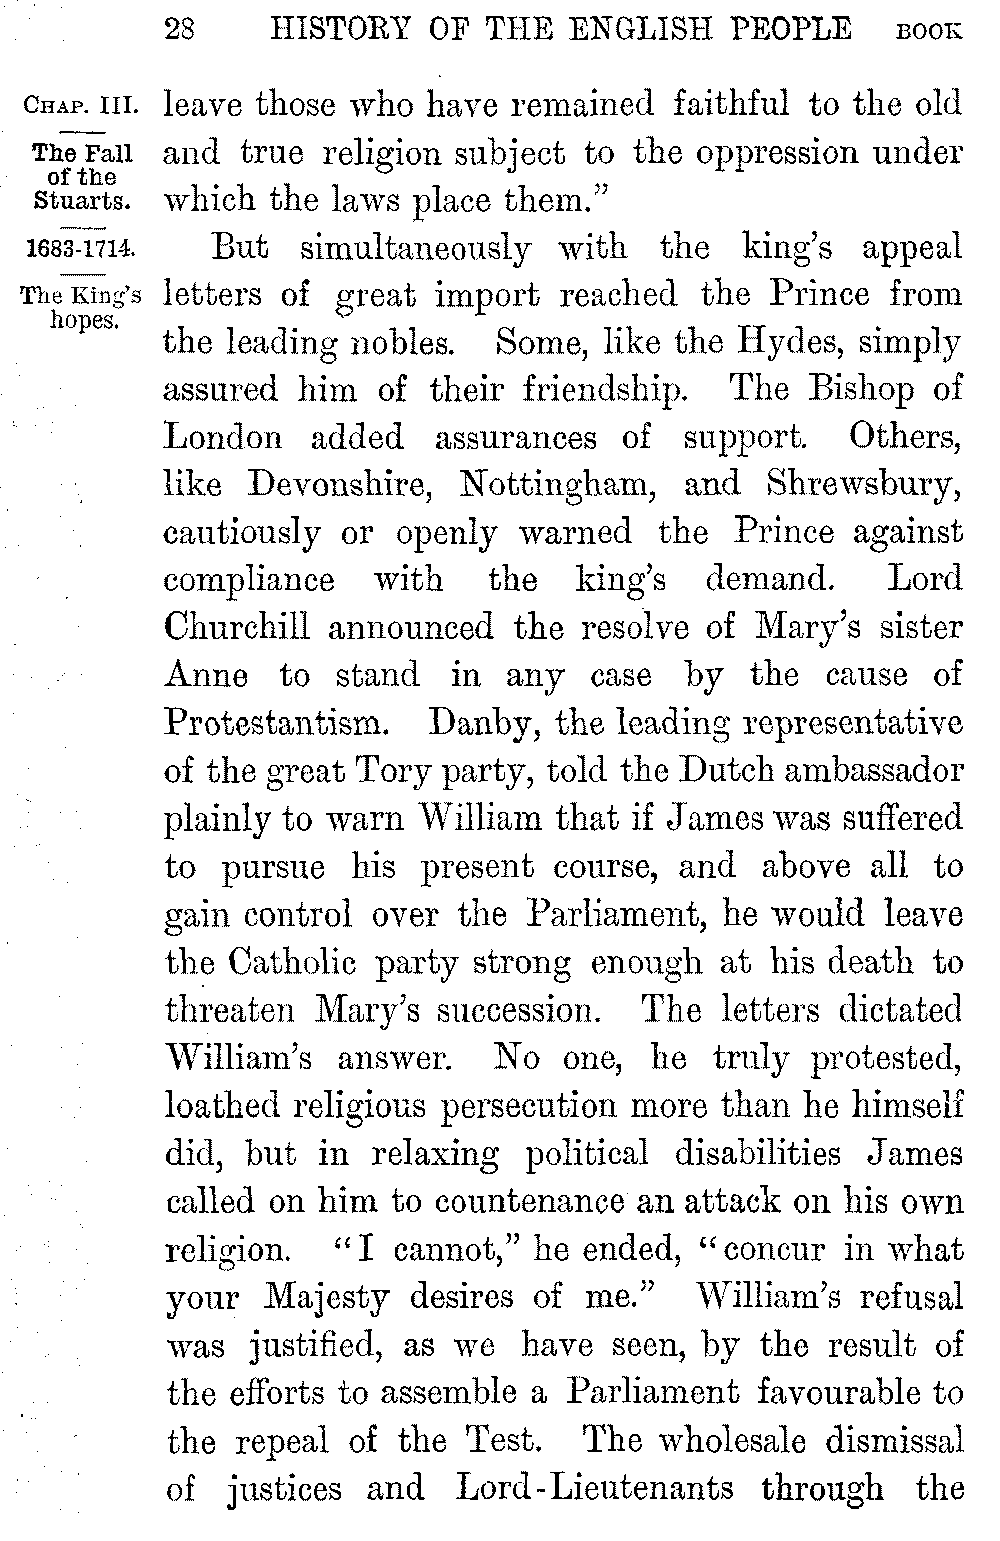 28 HISTORY OF THE ENGLISH PEOPLE BOOK
CHAP. III.
The Fall
of the
Stuarts.
1683-1714.
The King's
hopes.
leave those who have remained faithful to the old
and true religion subject to the oppression under
which the laws place them.”
But simultaneously with the king's appeal
letters of great import reached the Prince from
the leading nobles. Some, like the Hydes, simply
assured him of their friendship. The Bishop of
London added assurances of support. Others,
like Devonshire, Nottingham, and Shrewsbury,
cautiously or openly warned the Prince against
compliance with the king's demand. Lord
Churchill announced the resolve of Mary's sister
Anne to stand in any case by the cause of
Protestantism. Danby, the leading representative
of the great Tory party, told the Dutch ambassador
plainly to warn William that if James was suffered
to pursue his present course, and above all to
gain control over the Parliament, he would leave
the Catholic party strong enough at his death to
threaten Mary's succession. The letters dictated
William's answer. No one, he truly protested,
loathed religious persecution more than he himself
did, but in relaxing political disabilities James
called on him to countenance an attack on his own
religion. “I cannot,” he ended, “concur in what
your Majesty desires of me.” William's refusal
was justified, as we have seen, by the result of
the efforts to assemble a Parliament favourable to
the repeal of the Test. The wholesale dismissal
of justices and Lord-Lieutenants through the